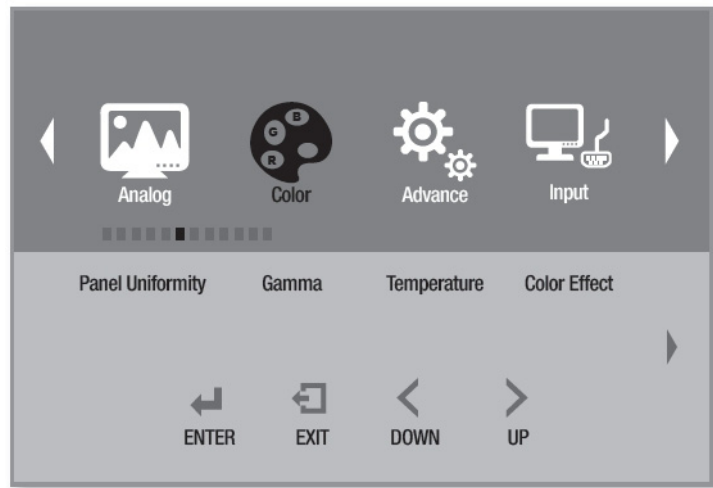 B
G
R
Analog Color Advance Input
Panel Uniformity Gamma Temperature Color Effect
ENTER EXIT DOWN UP